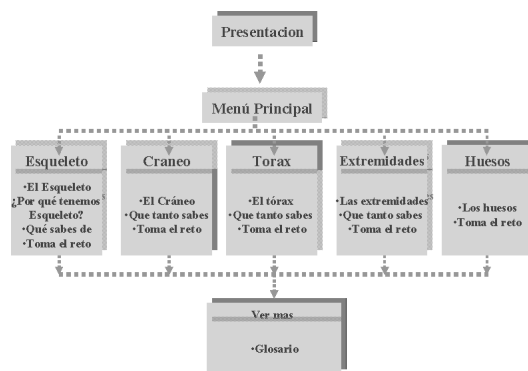 Presentacion
Menú Principal
Esqueleto
•El Esqueleto
¿Por qué tenemos
Esqueleto?
•Qué sabes de
•Toma el reto
Craneo
•El Cráneo
•Que tanto sabes
•Toma el reto
Torax
•El tórax
•Que tanto sabes
•Toma el reto
Extremidades
•Las extremidades
•Que tanto sabes
•Toma el reto
Huesos
•Los huesos
•Toma el reto
Ver mas
•Glosario